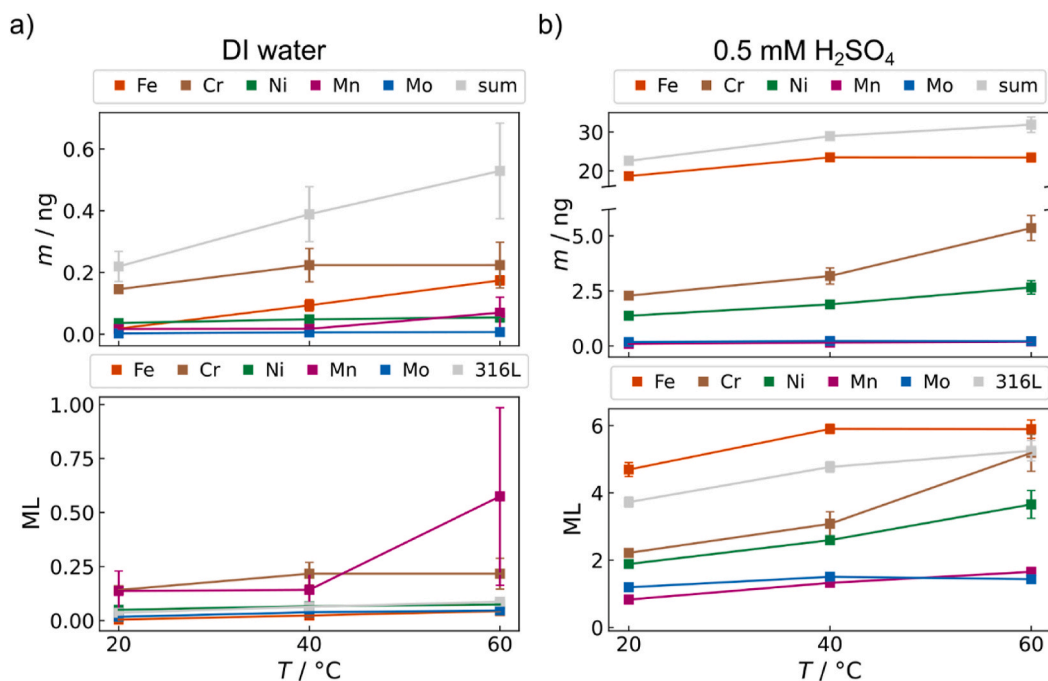 a)
DI water
Fe Cr Ni Mn Mo sum
0.6
0.4
0.2
0.0
m / ng
Fe Cr Ni Mn Mo 316L
1.00
0.75
0.50
0.25
0.00
ML
20 40 60
T / °C
b)
0.5 mM H₂SO₄
Fe Cr Ni Mn Mo sum
30
20
5.0
2.5
0.0
m / ng
Fe Cr Ni Mn Mo 316L
6
4
2
0
ML
20 40 60
T / °C